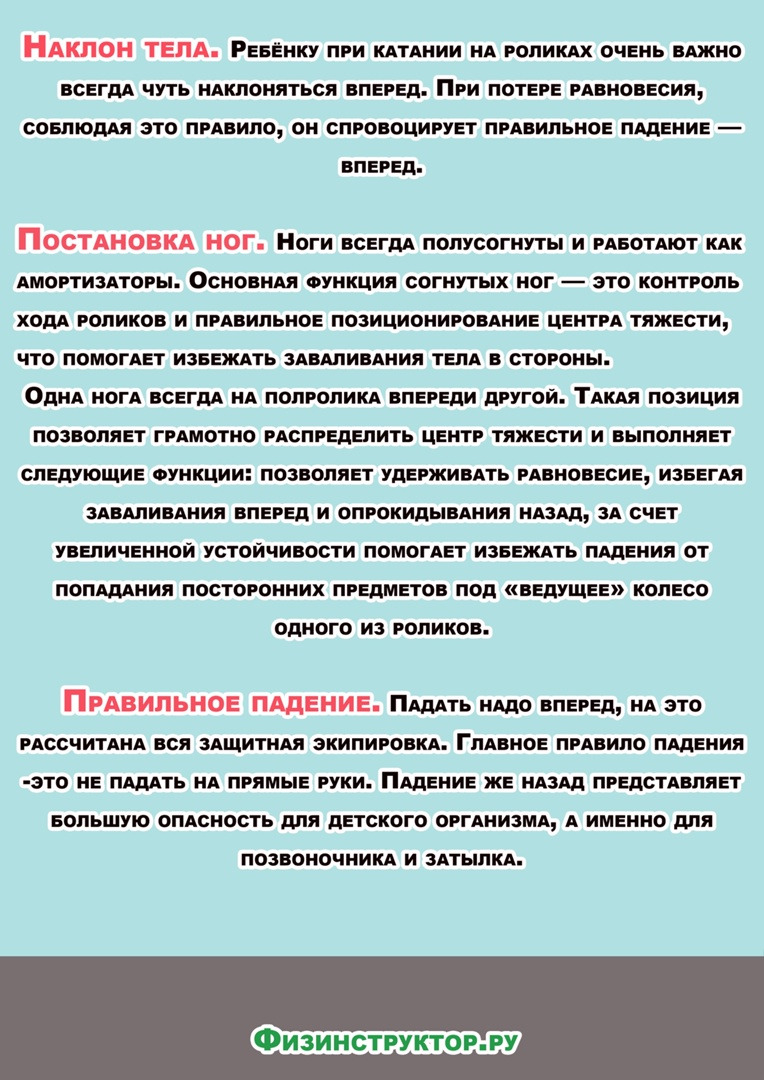 Наклон тела. Ребёнку при катании на роликах очень важно
всегда чуть наклоняться вперед. При потере равновесия,
соблюдая это правило, он спровоцирует правильное падение —
вперед.
Постановка ног. Ноги всегда полусогнуты и работают как
амортизаторы. Основная функция согнутых ног — это контроль
хода роликов и правильное позиционирование центра тяжести,
что помогает избежать заваливания тела в стороны.
Одна нога всегда на полролика впереди другой. Такая позиция
позволяет грамотно распределить центр тяжести и выполняет
следующие функции: позволяет удерживать равновесие, избегая
заваливания вперед и опрокидывания назад, за счет
увеличенной устойчивости помогает избежать падения от
попадания посторонних предметов под «ведущее» колесо
одного из роликов.
Правильное падение. Падать надо вперед, на это
рассчитана вся защитная экипировка. Главное правило падения
-это не падать на прямые руки. Падение же назад представляет
большую опасность для детского организма, а именно для
позвоночника и затылка.
Физинструктор.ру